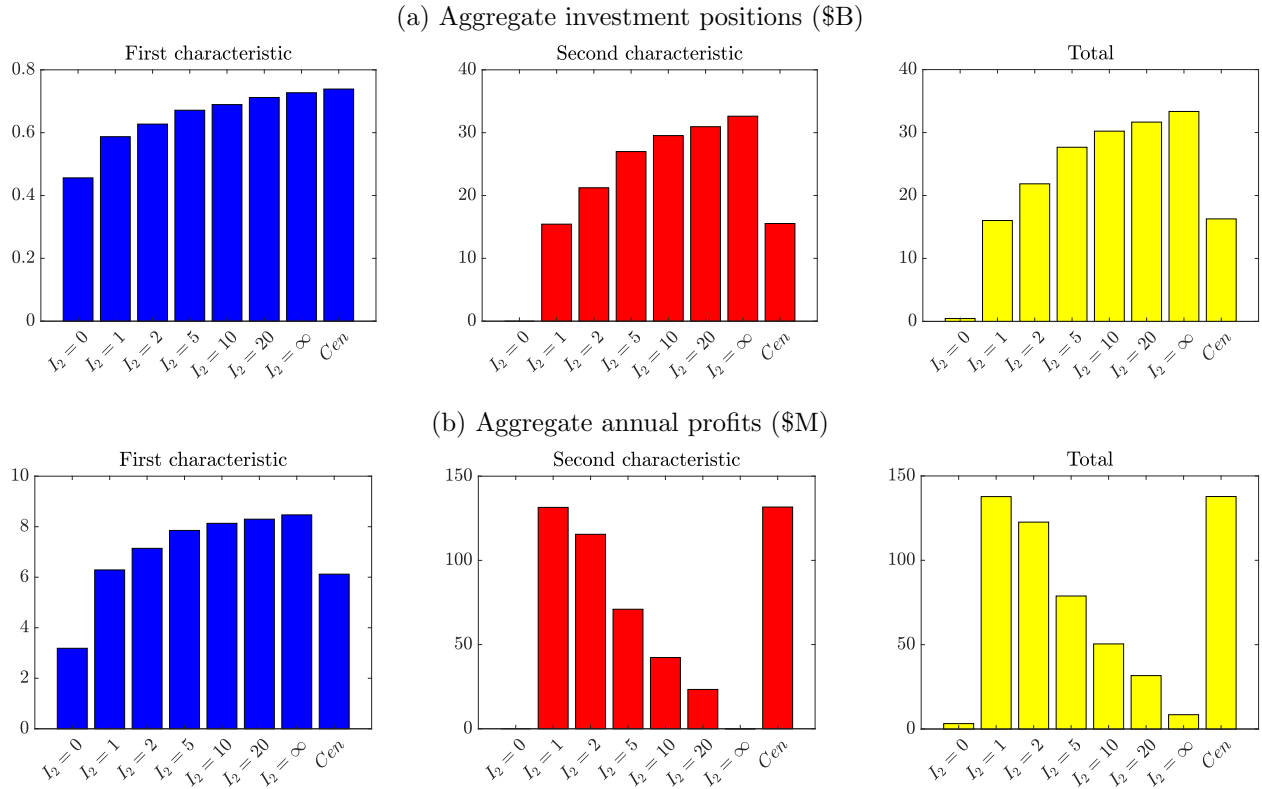 (a) Aggregate investment positions ($B)
First characteristic
0.8
0.6
0.4
0.2
0
I₂ = 0
I₂ = 1
I₂ = 2
I₂ = 5
I₂ = 10
I₂ = 20
I₂ = ∞
Cen
Second characteristic
40
30
20
10
0
I₂ = 0
I₂ = 1
I₂ = 2
I₂ = 5
I₂ = 10
I₂ = 20
I₂ = ∞
Cen
Total
40
30
20
10
0
I₂ = 0
I₂ = 1
I₂ = 2
I₂ = 5
I₂ = 10
I₂ = 20
I₂ = ∞
Cen
(b) Aggregate annual profits ($M)
First characteristic
10
8
6
4
2
0
I₂ = 0
I₂ = 1
I₂ = 2
I₂ = 5
I₂ = 10
I₂ = 20
I₂ = ∞
Cen
Second characteristic
150
100
50
0
I₂ = 0
I₂ = 1
I₂ = 2
I₂ = 5
I₂ = 10
I₂ = 20
I₂ = ∞
Cen
Total
150
100
50
0
I₂ = 0
I₂ = 1
I₂ = 2
I₂ = 5
I₂ = 10
I₂ = 20
I₂ = ∞
Cen